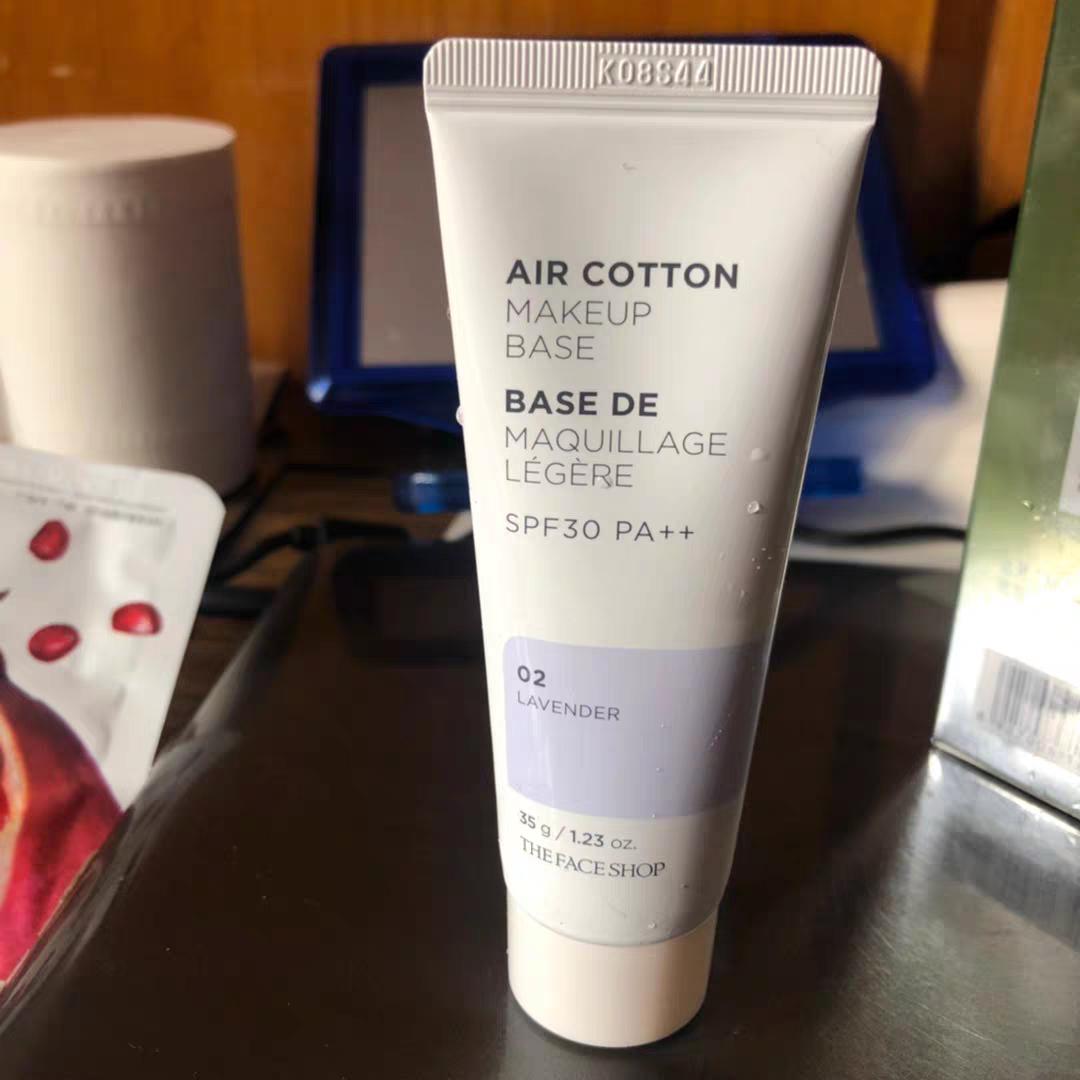 K08S44
AIR COTTON
MAKEUP
BASE
BASE DE
MAQUILLAGE
LÉGÈRE
SPF30 PA++
02
LAVENDER
35 g / 1.23 oz.
THE FACE SHOP